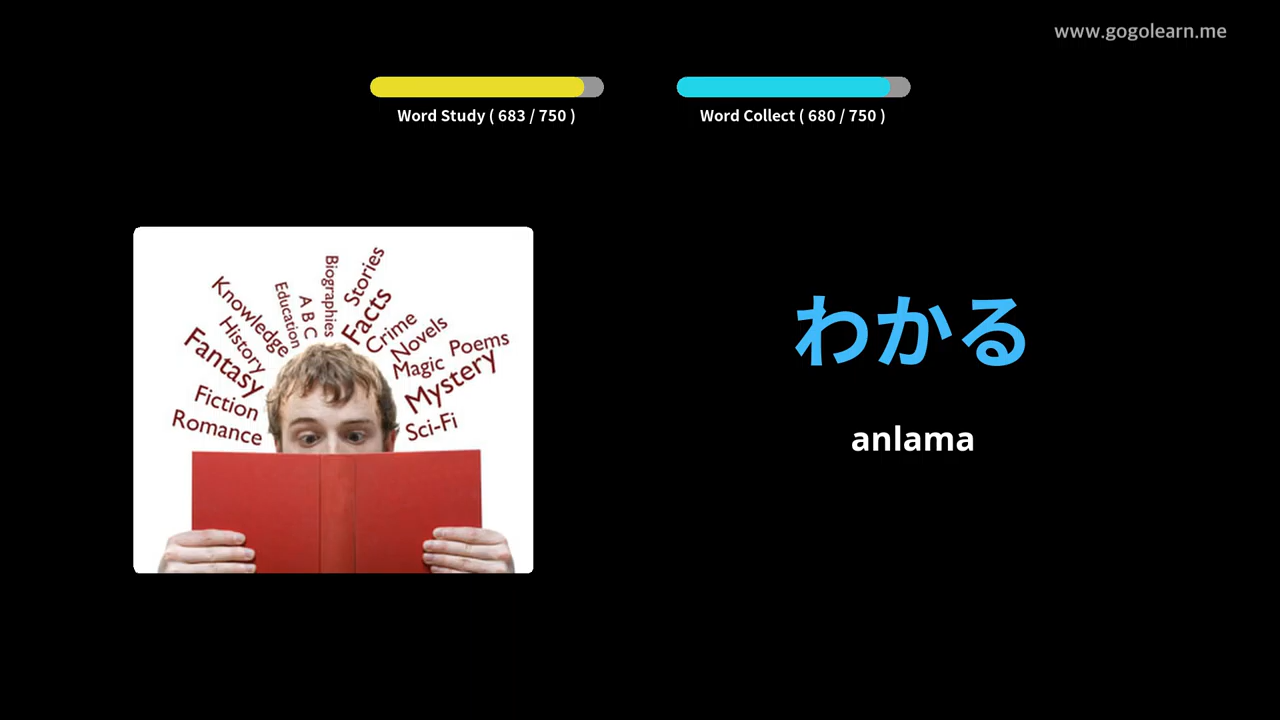 www.gogolearn.me
Word Study ( 683 / 750 )
Word Collect ( 680 / 750 )
Biographies
Stories
Education
A B C
Facts
Knowledge
Crime
History
Novels
Fantasy
Magic
Poems
Mystery
Fiction
Romance
Sci-Fi
わかる
anlama